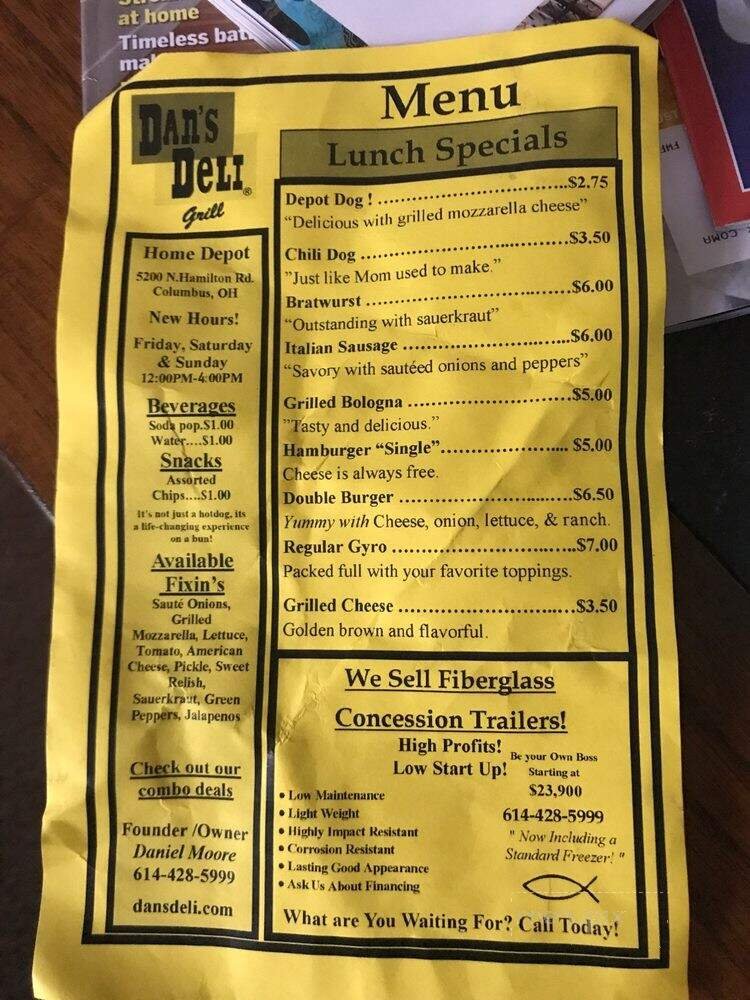 at home
Timeless
DAN'S
DELI®
Grill
Home Depot
5200 N.Hamilton Rd.
Columbus, OH
New Hours!
Friday, Saturday
& Sunday
12:00PM-4:00PM
Beverages
Soda pop.$1.00
Water....$1.00
Snacks
Assorted
Chips....$1.00
It's not just a hotdog, its
a life-changing experience
on a bun!
Available
Fixin's
Sauté Onions,
Grilled
Mozzarella, Lettuce,
Tomato, American
Cheese, Pickle, Sweet
Relish,
Sauerkraut, Green
Peppers, Jalapenos
Check out our
combo deals
Founder /Owner
Daniel Moore
614-428-5999
dansdeli.com
Menu
Lunch Specials
Depot Dog ! ..............................$2.75
“Delicious with grilled mozzarella cheese”
Chili Dog ..................................$3.50
”Just like Mom used to make.”
Bratwurst .................................$6.00
“Outstanding with sauerkraut”
Italian Sausage ...........................$6.00
“Savory with sautéed onions and peppers”
Grilled Bologna ..........................$5.00
”Tasty and delicious.”
Hamburger “Single”..................... $5.00
Cheese is always free.
Double Burger ............................$6.50
Yummy with Cheese, onion, lettuce, & ranch.
Regular Gyro .............................$7.00
Packed full with your favorite toppings.
Grilled Cheese ............................$3.50
Golden brown and flavorful.
We Sell Fiberglass
Concession Trailers!
High Profits!
Low Start Up!
Be your Own Boss
Starting at
$23,900
614-428-5999
" Now Including a
Standard Freezer! "
• Low Maintenance
• Light Weight
• Highly Impact Resistant
• Corrosion Resistant
• Lasting Good Appearance
• Ask Us About Financing
What are You Waiting For? Call Today!